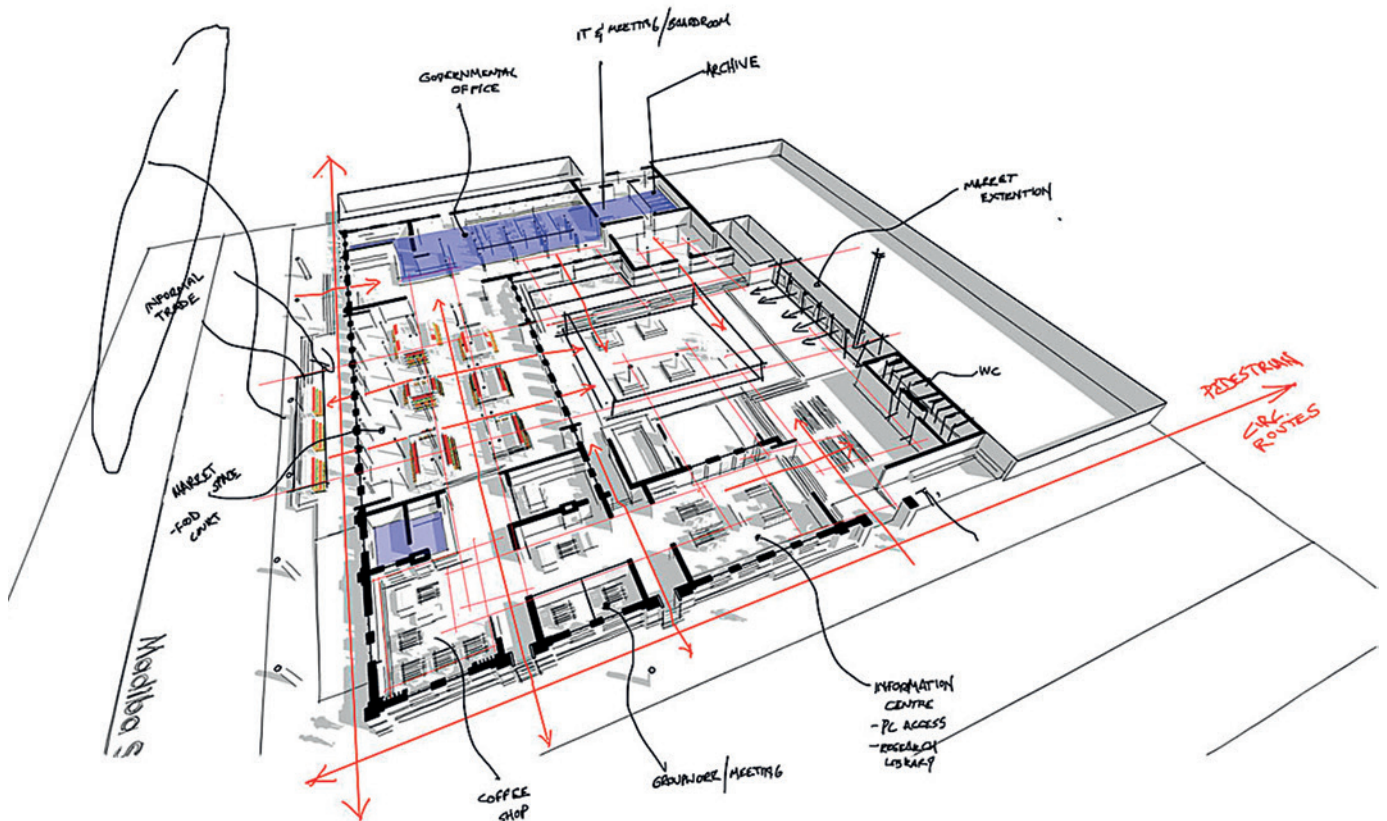 IT & MEETING/BOARDROOM
GOVERNMENTAL
OFFICE
ARCHIVE
MARKET
EXTENTION
INFORMAL
TRADE
WC
PEDESTRIAN
CIRC.
ROUTES
MARKET
SPACE
-FOOD
COURT
Madiba S
INFORMATION
CENTRE
-PC ACCESS
-RESEARCH
LIBRARY
GROUPWORK/MEETING
COFFEE
SHOP